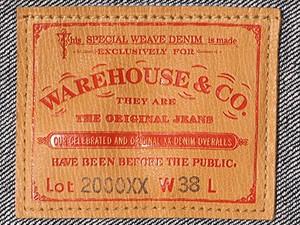 This SPECIAL WEAVE DENIM is made
EXCLUSIVELY FOR
WAREHOUSE & CO.
THEY ARE
THE ORIGINAL JEANS
OUR CELEBRATED AND ORIGINAL XX DENIM OVERALLS
HAVE BEEN BEFORE THE PUBLIC.
Lot 2000XX W 38 L